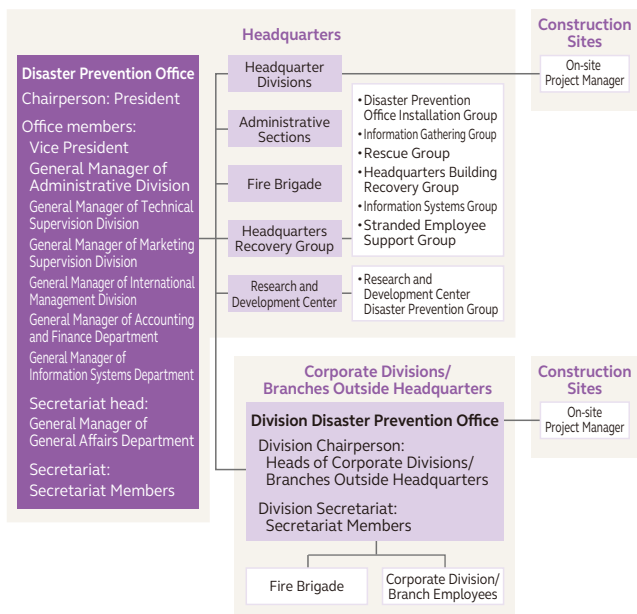 Headquarters
Construction
Sites
Disaster Prevention Office
Chairperson: President
Office members:
Vice President
General Manager of
Administrative Division
General Manager of Technical
Supervision Division
General Manager of Marketing
Supervision Division
General Manager of International
Management Division
General Manager of Accounting
and Finance Department
General Manager of
Information Systems Department
Secretariat head:
General Manager of
General Affairs Department
Secretariat:
Secretariat Members
Headquarter
Divisions
Administrative
Sections
Fire Brigade
Headquarters
Recovery Group
Research and
Development Center
•Disaster Prevention
Office Installation Group
•Information Gathering Group
•Rescue Group
•Headquarters Building
Recovery Group
•Information Systems Group
•Stranded Employee
Support Group
•Research and
Development Center
Disaster Prevention Group
On-site
Project Manager
Corporate Divisions/
Branches Outside Headquarters
Division Disaster Prevention Office
Division Chairperson:
Heads of Corporate Divisions/
Branches Outside Headquarters
Division Secretariat:
Secretariat Members
Fire Brigade
Corporate Division/
Branch Employees
Construction
Sites
On-site
Project Manager